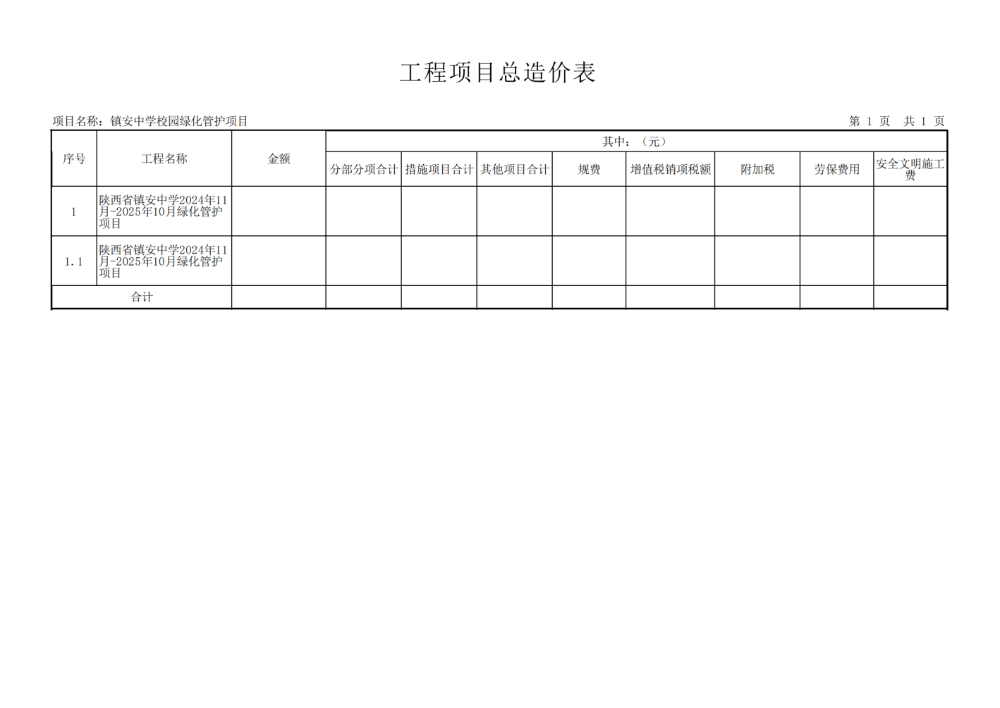 工程项目总造价表
项目名称：镇安中学校园绿化管护项目
第 1 页 共 1 页
序号
工程名称
金额
其中：（元）
分部分项合计
措施项目合计
其他项目合计
规费
增值税销项税额
附加税
劳保费用
安全文明施工
费
1
陕西省镇安中学2024年11
月-2025年10月绿化管护
项目
1.1
陕西省镇安中学2024年11
月-2025年10月绿化管护
项目
合计